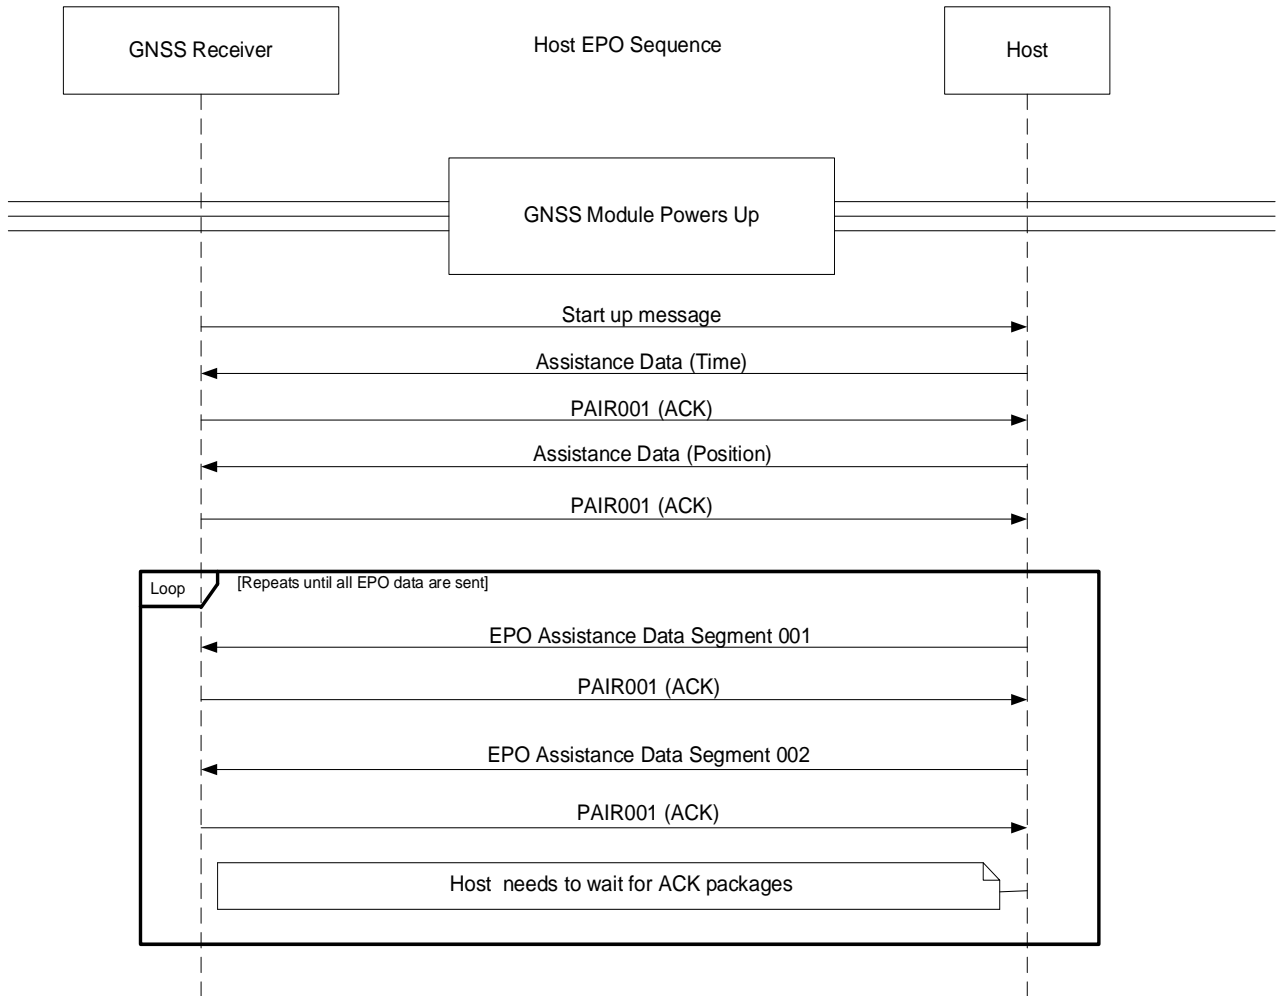 GNSS Receiver
Host EPO Sequence
Host
GNSS Module Powers Up
Start up message
Assistance Data (Time)
PAIR001 (ACK)
Assistance Data (Position)
PAIR001 (ACK)
Loop
[Repeats until all EPO data are sent]
EPO Assistance Data Segment 001
PAIR001 (ACK)
EPO Assistance Data Segment 002
PAIR001 (ACK)
Host needs to wait for ACK packages